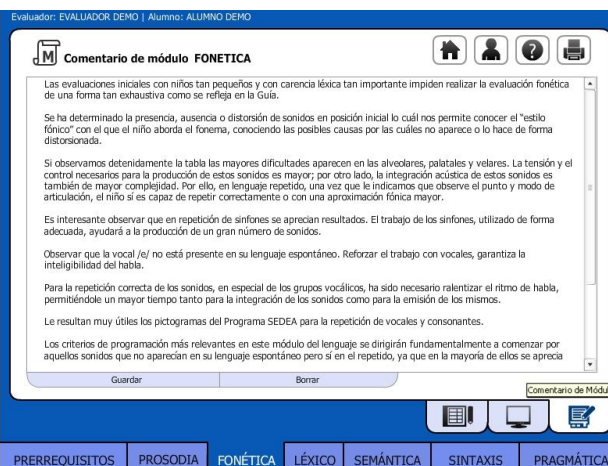 Evaluador: EVALUADOR DEMO | Alumno: ALUMNO DEMO
M Comentario de módulo FONETICA
Las evaluaciones iniciales con niños tan pequeños y con carencia léxica tan importante impiden realizar la evaluación fonética
de una forma tan exhaustiva como se refleja en la Guía.
Se ha determinado la presencia, ausencia o distorsión de sonidos en posición inicial lo cuál nos permite conocer el "estilo
fónico" con el que el niño aborda el fonema, conociendo las posibles causas por las cuáles no aparece o lo hace de forma
distorsionada.
Si observamos detenidamente la tabla las mayores dificultades aparecen en las alveolares, palatales y velares. La tensión y el
control necesarios para la producción de estos sonidos es mayor; por otro lado, la integración acústica de estos sonidos es
también de mayor complejidad. Por ello, en lenguaje repetido, una vez que le indicamos que observe el punto y modo de
articulación, el niño sí es capaz de repetir correctamente o con una aproximación fónica mayor.
Es interesante observar que en repetición de sinfones se aprecian resultados. El trabajo de los sinfones, utilizado de forma
adecuada, ayudará a la producción de un gran número de sonidos.
Observar que la vocal /e/ no está presente en su lenguaje espontáneo. Reforzar el trabajo con vocales, garantiza la
inteligibilidad del habla.
Para la repetición correcta de los sonidos, en especial de los grupos vocálicos, ha sido necesario ralentizar el ritmo de habla,
permitiéndole un mayor tiempo tanto para la integración de los sonidos como para la emisión de los mismos.
Le resultan muy útiles los pictogramas del Programa SEDEA para la repetición de vocales y consonantes.
Los criterios de programación más relevantes en este módulo del lenguaje se dirigirán fundamentalmente a comenzar por
aquellos sonidos que no aparecían en su lenguaje espontáneo pero sí en el repetido, ya que en la mayoría de ellos se aprecia
Guardar Borrar
Comentario de Módu
PRERREQUISITOS PROSODIA FONÉTICA LÉXICO SEMÁNTICA SINTAXIS PRAGMÁTICA